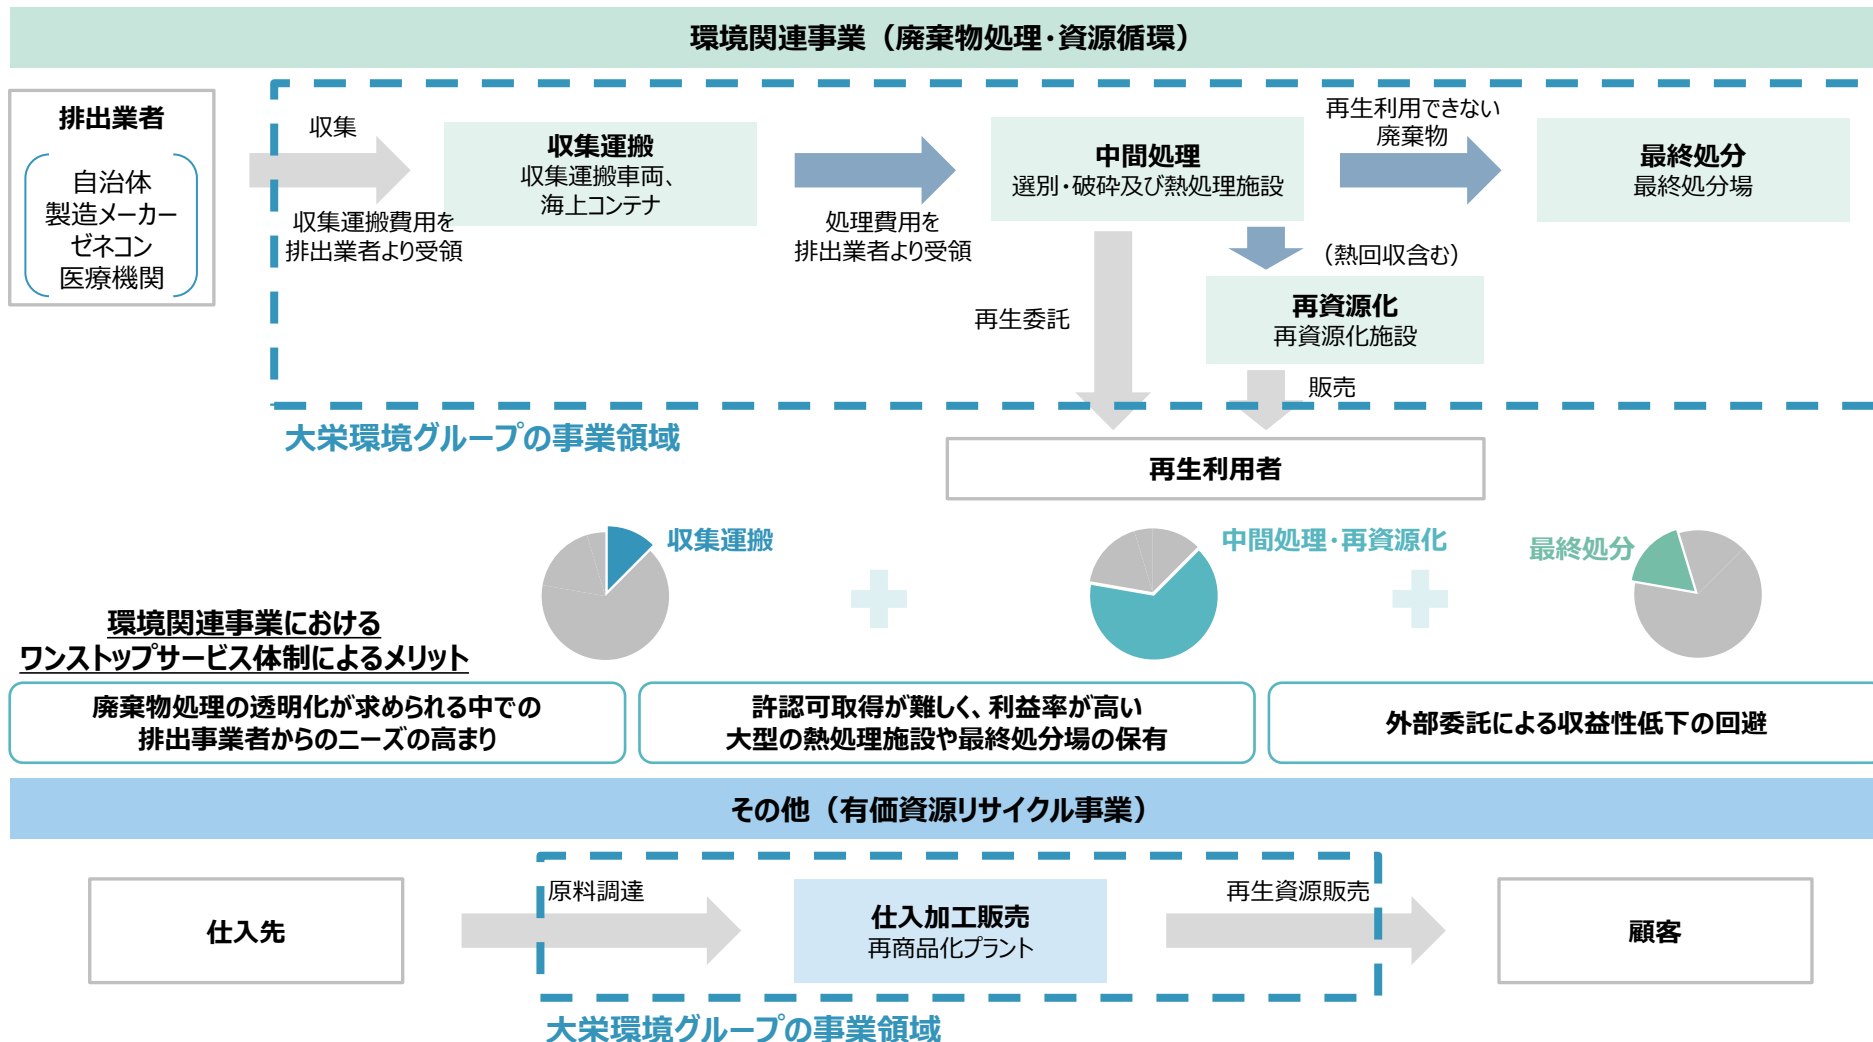 環境関連事業（廃棄物処理・資源循環）
排出業者
自治体
製造メーカー
ゼネコン
医療機関
収集
収集運搬費用を
排出業者より受領
収集運搬
収集運搬車両、
海上コンテナ
処理費用を
排出業者より受領
中間処理
選別・破砕及び熱処理施設
再生利用できない
廃棄物
最終処分
最終処分場
（熱回収含む）
再生委託
再資源化
再資源化施設
販売
大栄環境グループの事業領域
再生利用者
収集運搬
中間処理・再資源化
最終処分
環境関連事業における
ワンストップサービス体制によるメリット
廃棄物処理の透明化が求められる中での
排出事業者からのニーズの高まり
許認可取得が難しく、利益率が高い
大型の熱処理施設や最終処分場の保有
外部委託による収益性低下の回避
その他（有価資源リサイクル事業）
仕入先
原料調達
仕入加工販売
再商品化プラント
再生資源販売
顧客
大栄環境グループの事業領域